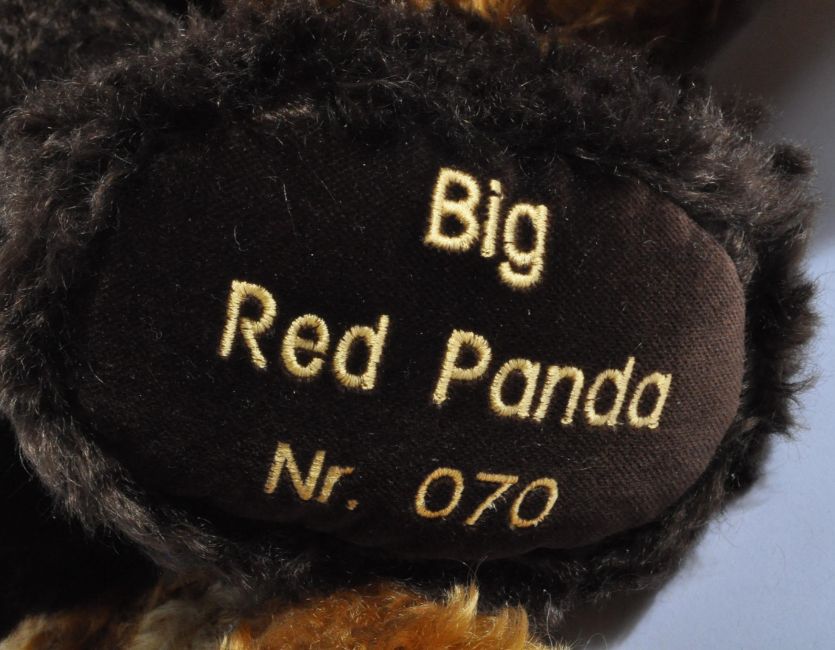 Big
Red Panda
Nr. 070